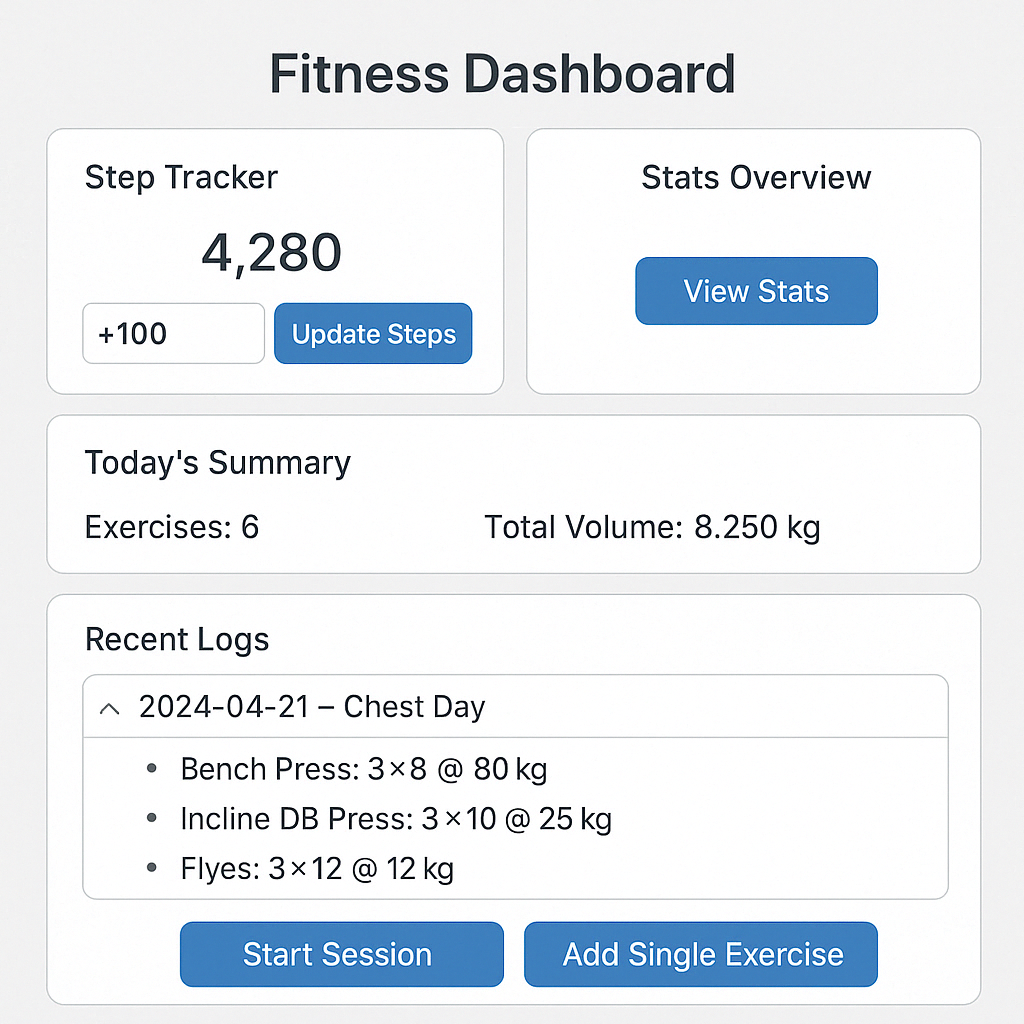 Fitness Dashboard
Step Tracker
4,280
+100
Update Steps
Stats Overview
View Stats
Today's Summary
Exercises: 6
Total Volume: 8.250 kg
Recent Logs
2024-04-21 – Chest Day
• Bench Press: 3×8 @ 80 kg
• Incline DB Press: 3×10 @ 25 kg
• Flyes: 3×12 @ 12 kg
Start Session
Add Single Exercise